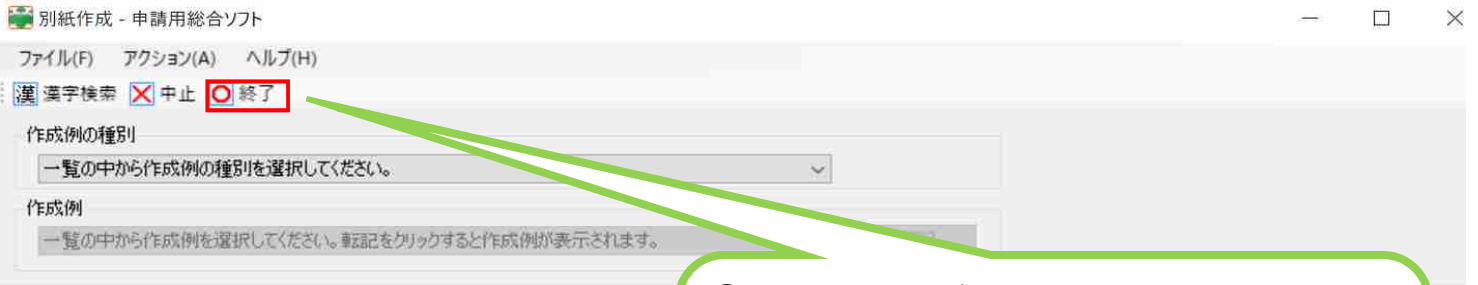 別紙作成 - 申請用総合ソフト
ファイル(F) アクション(A) ヘルプ(H)
漢 漢字検索 中止 終了
作成例の種別
一覧の中から作成例の種別を選択してください。
作成例
一覧の中から作成例を選択してください。転記をクリックすると作成例が表示されます。